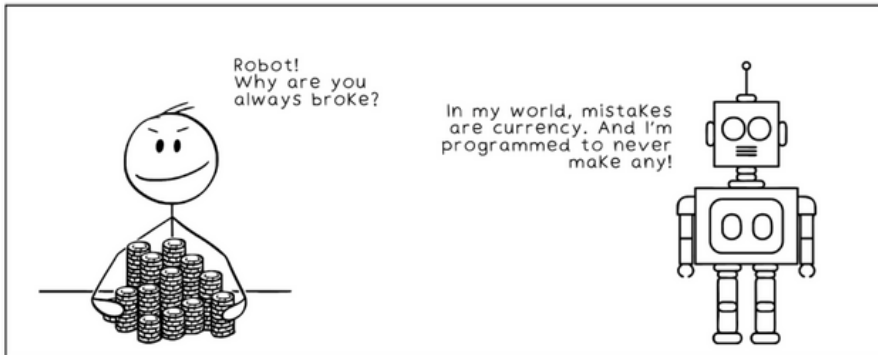 Robot!
Why are you
always broke?
In my world, mistakes
are currency. And I'm
programmed to never
make any!